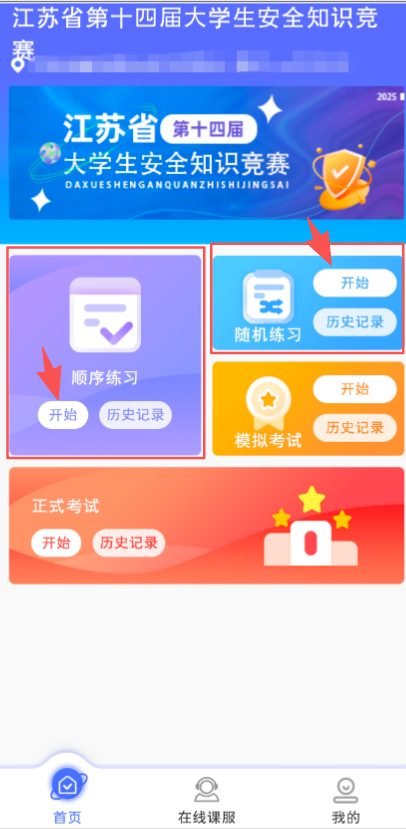 江苏省第十四届大学生安全知识竞
赛
2025
江苏省 第十四届
大学生安全知识竞赛
DAXUESHENGANQUANZHISHIJINGSAI
顺序练习
开始 历史记录
开始
随机练习 历史记录
开始
模拟考试 历史记录
正式考试
开始 历史记录
首页 在线课服 我的